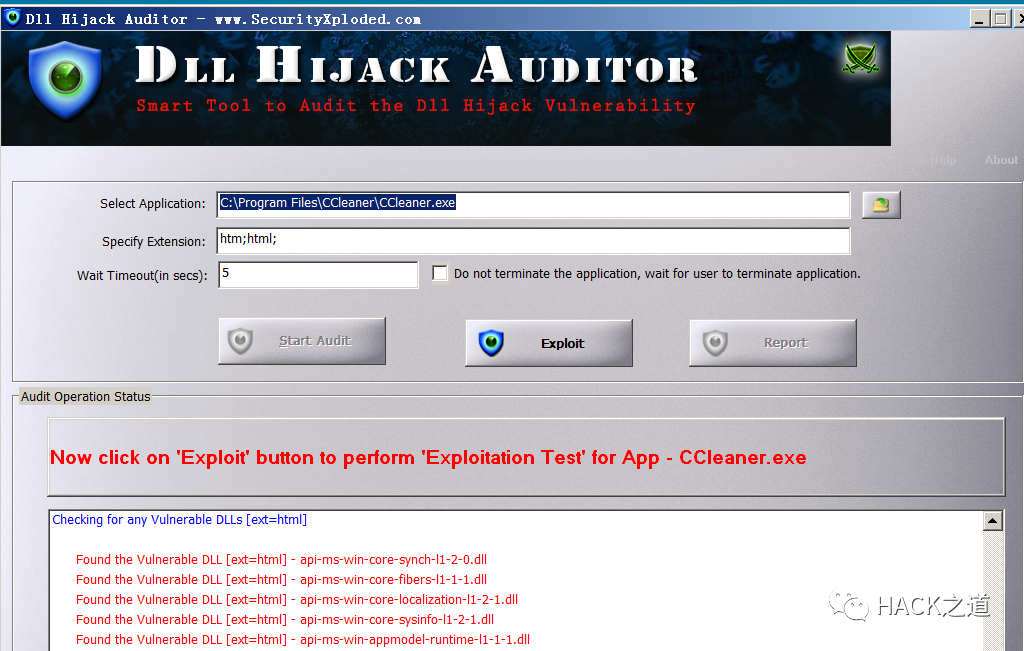 Dll Hijack Auditor - www.SecurityXploded.com
DLL HIJACK AUDITOR
Smart Tool to Audit the Dll Hijack Vulnerability
Help About
Select Application: C:\Program Files\CCleaner\CCleaner.exe
Specify Extension: htm;html;
Wait Timeout(in secs): 5 Do not terminate the application, wait for user to terminate application.
Start Audit Exploit Report
Audit Operation Status
Now click on 'Exploit' button to perform 'Exploitation Test' for App - CCleaner.exe
Checking for any Vulnerable DLLs [ext=html]
Found the Vulnerable DLL [ext=html] - api-ms-win-core-synch-l1-2-0.dll
Found the Vulnerable DLL [ext=html] - api-ms-win-core-fibers-l1-1-1.dll
Found the Vulnerable DLL [ext=html] - api-ms-win-core-localization-l1-2-1.dll
Found the Vulnerable DLL [ext=html] - api-ms-win-core-sysinfo-l1-2-1.dll
Found the Vulnerable DLL [ext=html] - api-ms-win-appmodel-runtime-l1-1-1.dll
HACK之道